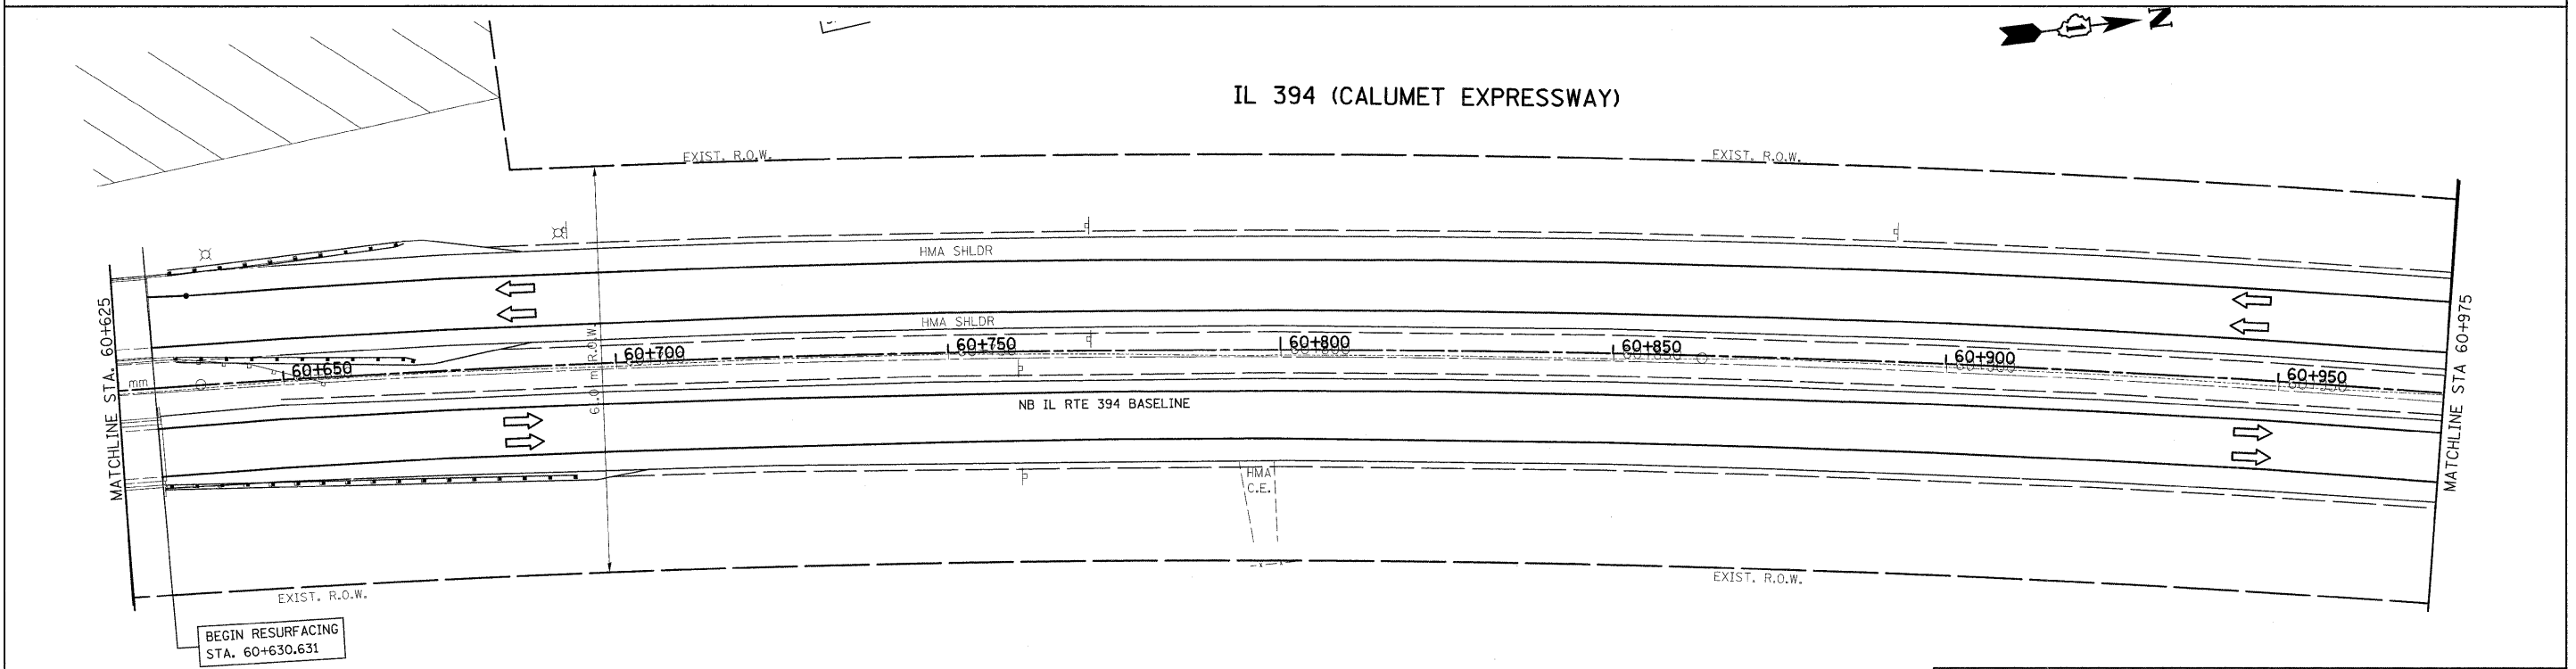 N
IL 394 (CALUMET EXPRESSWAY)
EXIST. R.O.W.
EXIST. R.O.W.
HMA SHLDR
HMA SHLDR
MATCHLINE STA. 60+625
MATCHLINE STA 60+975
60+650
60+700
60+750
60+800
60+850
60+900
60+950
mm
R.O.W.
NB IL RTE 394 BASELINE
HMA
C.E.
EXIST. R.O.W.
EXIST. R.O.W.
BEGIN RESURFACING
STA. 60+630.631